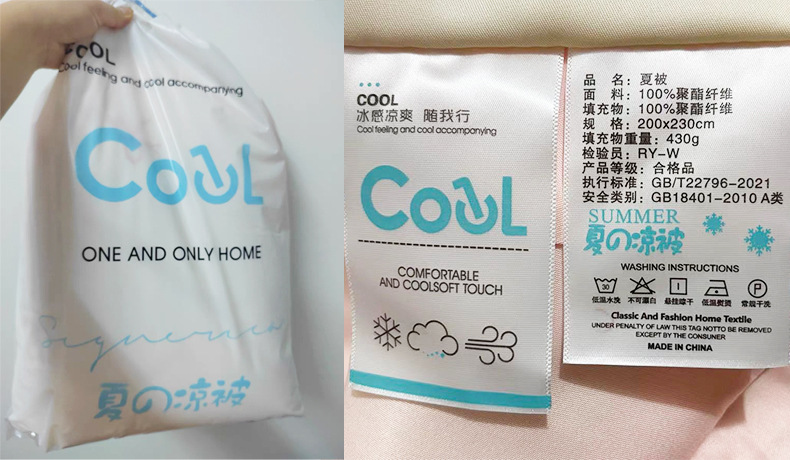 COOL
Cool feeling and cool accompanying
COOL
ONE AND ONLY HOME
夏の凉被
COOL
冰感凉爽 随我行
Cool feeling and cool accompanying
COOL
COMFORTABLE
AND COOLSOFT TOUCH
品 名：夏被
面 料：100%聚酯纤维
填充物：100%聚酯纤维
规 格：200x230cm
填充物重量：430g
检验员：RY-W
产品等级：合格品
执行标准：GB/T22796-2021
安全类别：GB18401-2010 A类
SUMMER
夏の凉被
WASHING INSTRUCTIONS
30 P
低温水洗 不可漂白 悬挂晾干 低温熨烫 常规干洗
Classic And Fashion Home Textile
UNDER PENALTY OF LAW THIS TAG NOTTO BE REMOVED
EXCEPT BY THE CONSUNER
MADE IN CHINA